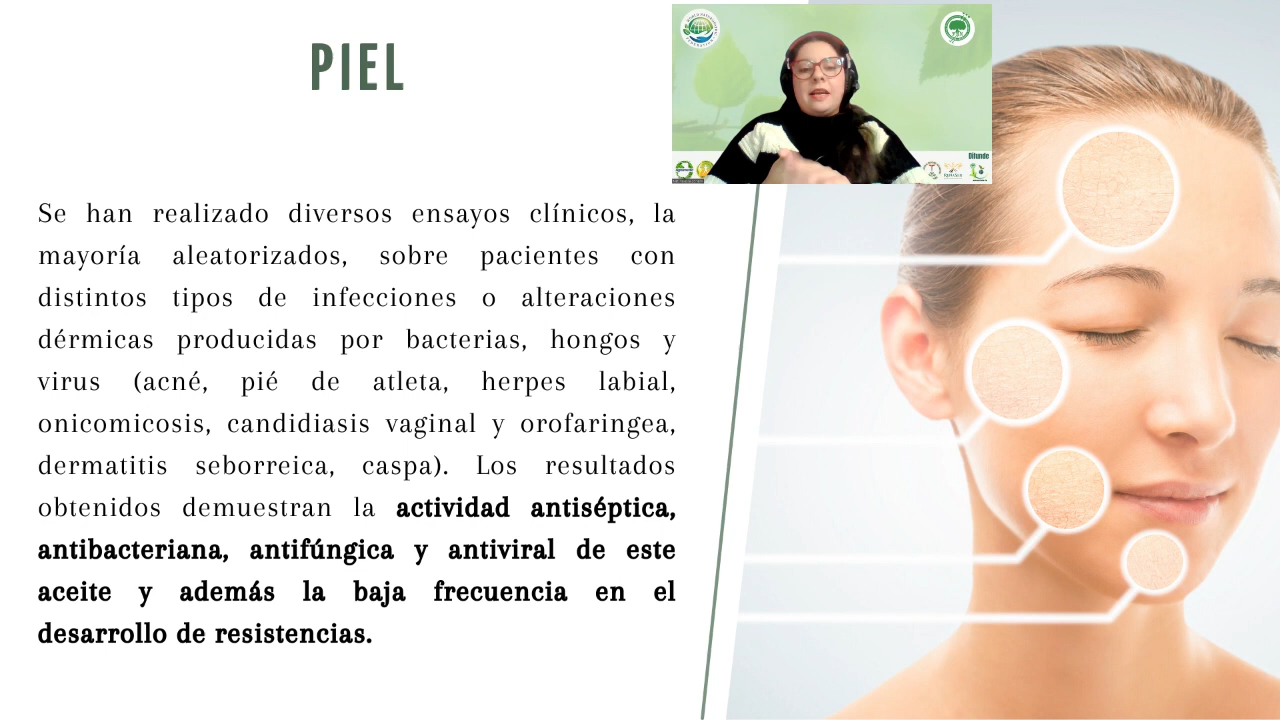 PIEL
Se han realizado diversos ensayos clínicos, la
mayoría aleatorizados, sobre pacientes con
distintos tipos de infecciones o alteraciones
dérmicas producidas por bacterias, hongos y
virus (acné, pié de atleta, herpes labial,
onicomicosis, candidiasis vaginal y orofaringea,
dermatitis seborreica, caspa). Los resultados
obtenidos demuestran la actividad antiséptica,
antibacteriana, antifúngica y antiviral de este
aceite y además la baja frecuencia en el
desarrollo de resistencias.
Difunde